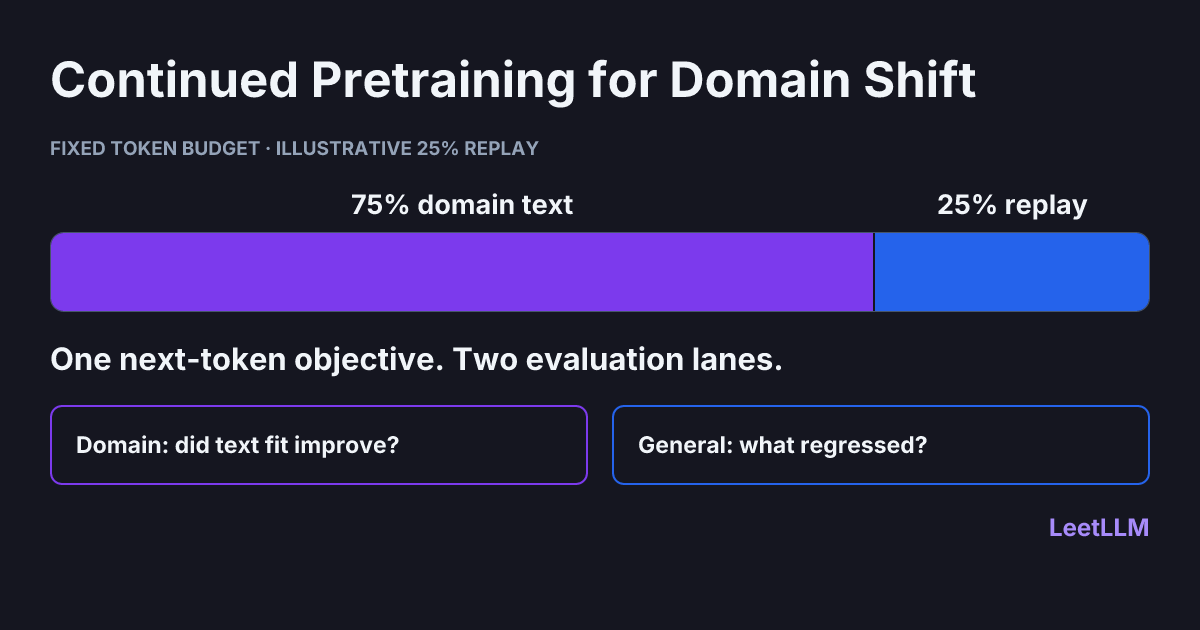 Continued Pretraining for Domain Shift
FIXED TOKEN BUDGET · ILLUSTRATIVE 25% REPLAY
75% domain text
25% replay
One next-token objective. Two evaluation lanes.
Domain: did text fit improve?
General: what regressed?
LeetLLM